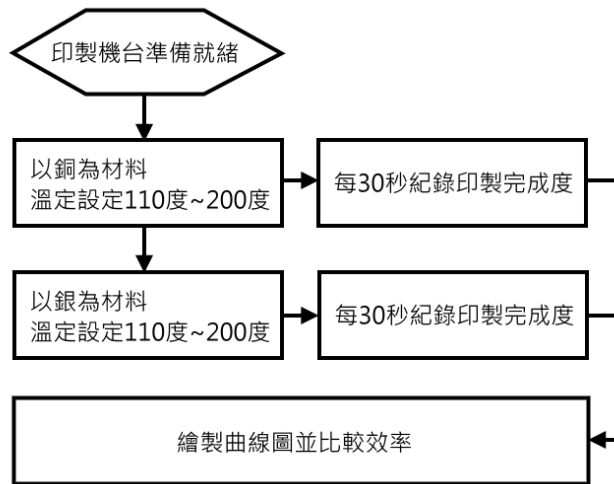 印製機台準備就緒
以銅為材料
溫定設定110度~200度
每30秒紀錄印製完成度
以銀為材料
溫定設定110度~200度
每30秒紀錄印製完成度
繪製曲線圖並比較效率